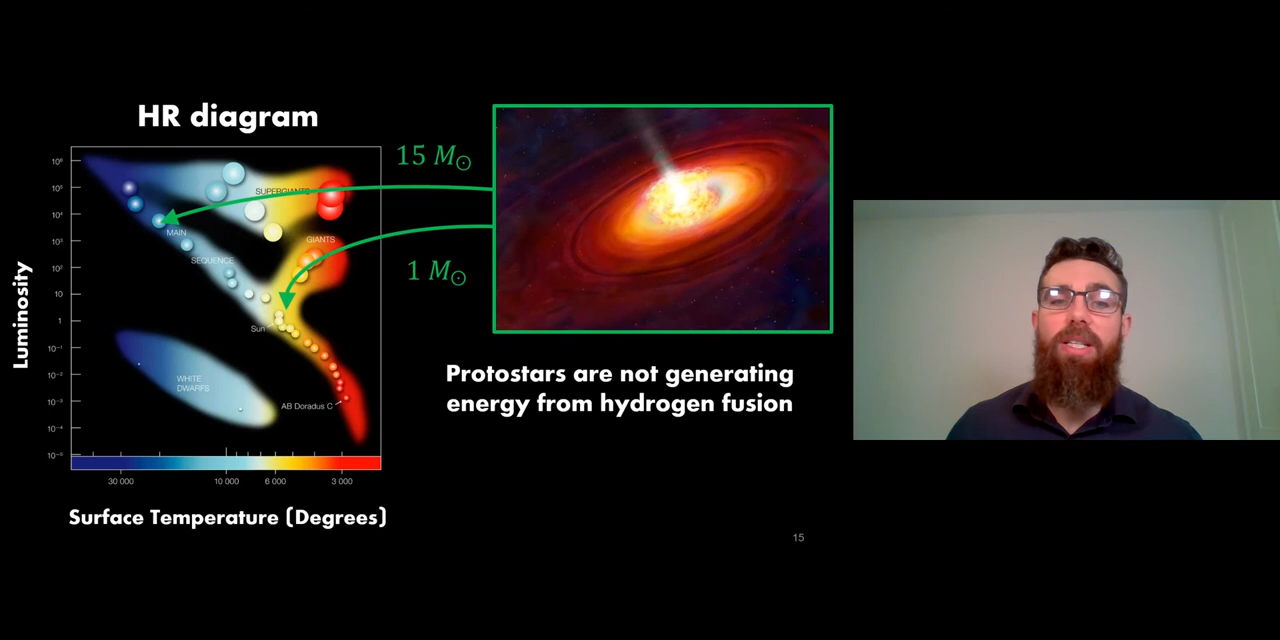 HR diagram
15 M☉
1 M☉
Luminosity
10⁶
10⁵
10⁴
10³
10²
10
1
10⁻¹
10⁻²
10⁻³
10⁻⁴
10⁻⁵
SUPERGIANTS
MAIN
SEQUENCE
GIANTS
Sun
WHITE
DWARFS
AB Doradus C
30 000
10 000
6 000
3 000
Surface Temperature (Degrees)
Protostars are not generating
energy from hydrogen fusion
15